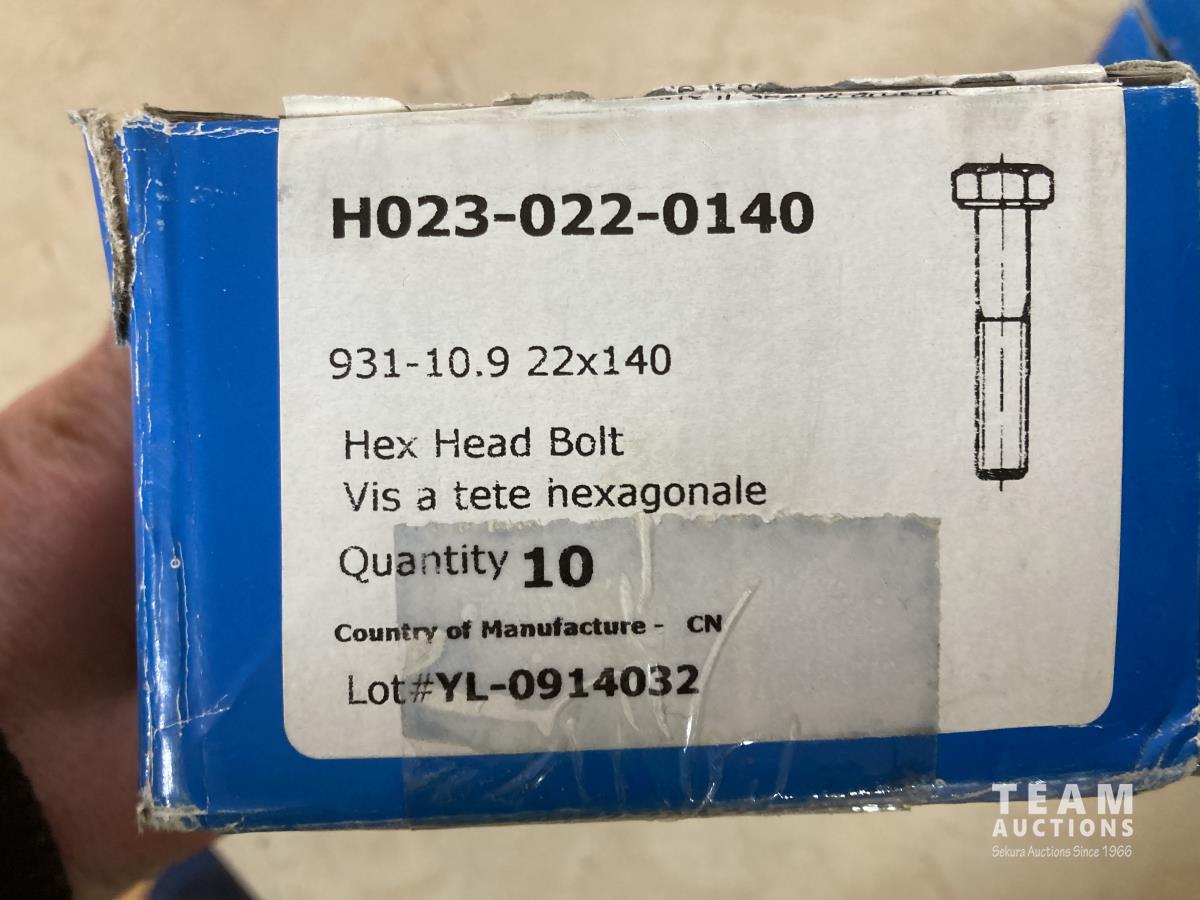 H023-022-0140
931-10.9 22x140
Hex Head Bolt
Vis a tete hexagonale
Quantity 10
Country of Manufacture - CN
Lot#YL-0914032
TEAM
AUCTIONS
Sekura Auctions Since 1966